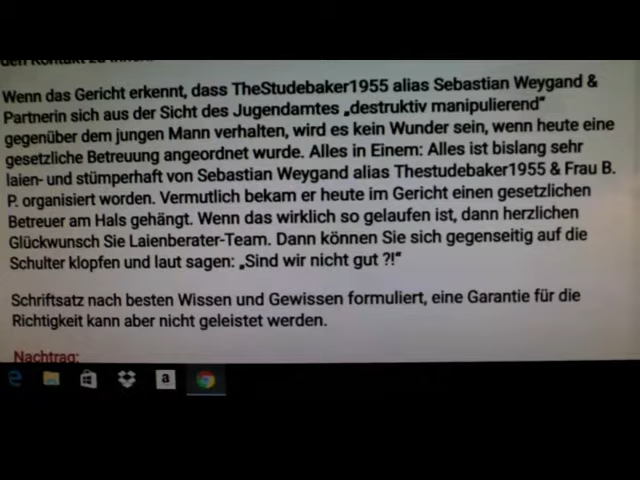 den Kontakt zu Ihnen.
Wenn das Gericht erkennt, dass TheStudebaker1955 alias Sebastian Weygand &
Partnerin sich aus der Sicht des Jugendamtes „destruktiv manipulierend“
gegenüber dem jungen Mann verhalten, wird es kein Wunder sein, wenn heute eine
gesetzliche Betreuung angeordnet wurde. Alles in Einem: Alles ist bislang sehr
laien- und stümperhaft von Sebastian Weygand alias Thestudebaker1955 & Frau B.
P. organisiert worden. Vermutlich bekam er heute im Gericht einen gesetzlichen
Betreuer am Hals gehängt. Wenn das wirklich so gelaufen ist, dann herzlichen
Glückwunsch Sie Laienberater-Team. Dann können Sie sich gegenseitig auf die
Schulter klopfen und laut sagen: „Sind wir nicht gut ?!“
Schriftsatz nach besten Wissen und Gewissen formuliert, eine Garantie für die
Richtigkeit kann aber nicht geleistet werden.
Nachtrag:
a